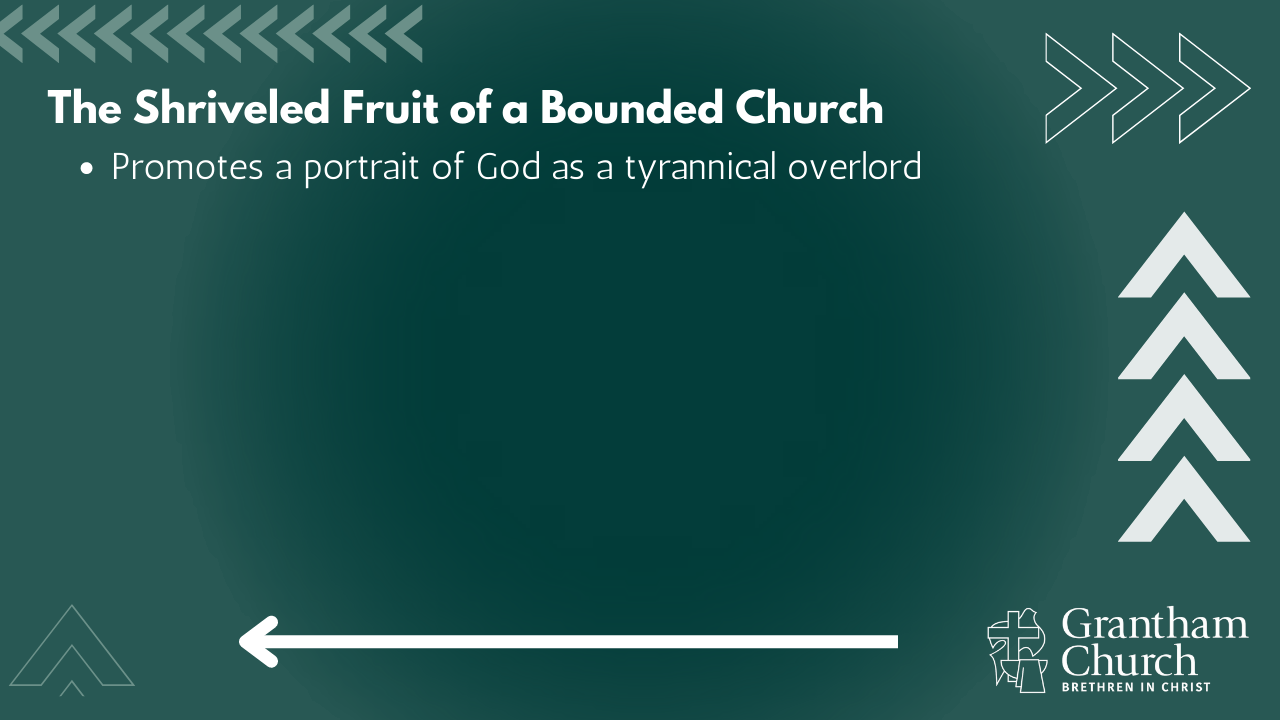 The Shriveled Fruit of a Bounded Church
• Promotes a portrait of God as a tyrannical overlord
Grantham
Church
BRETHREN IN CHRIST